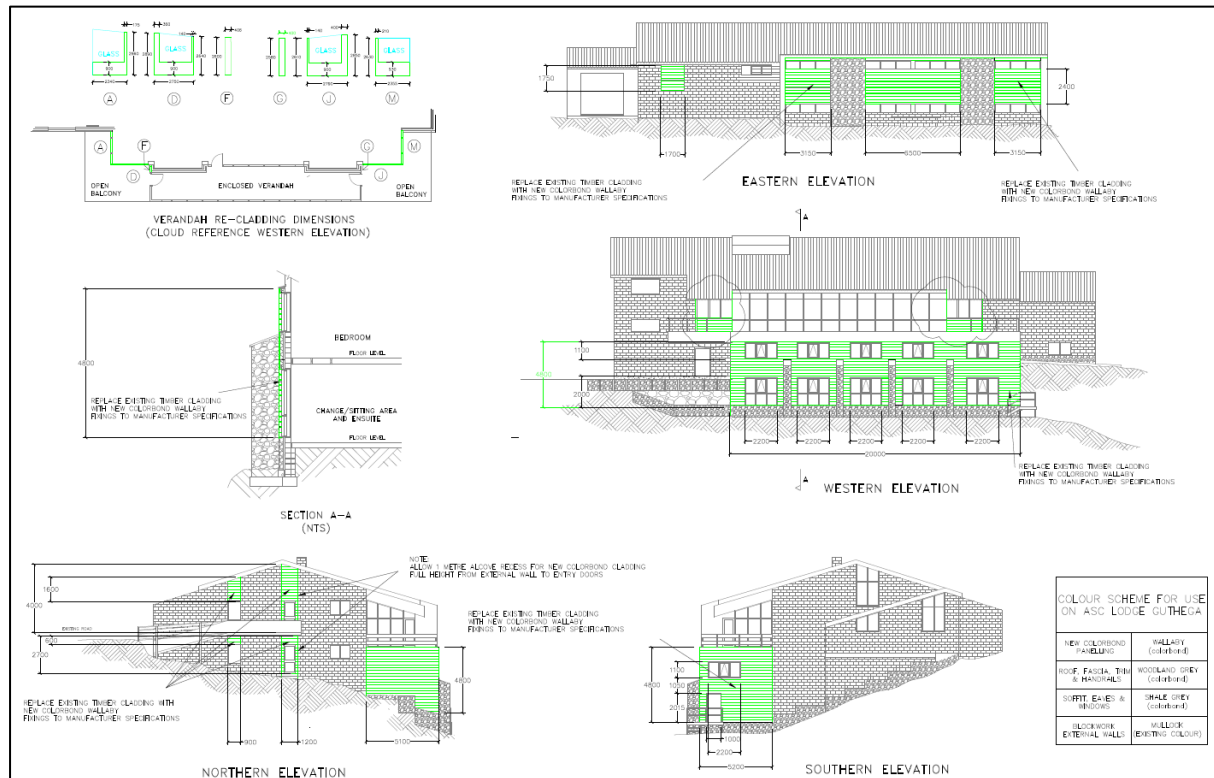 GLASS
GLASS
GLASS
GLASS
A
D
F
G
J
M
A
F
D
G
J
M
OPEN
BALCONY
ENCLOSED VERANDAH
OPEN
BALCONY
VERANDAH RE-CLADDING DIMENSIONS
(CLOUD REFERENCE WESTERN ELEVATION)
1750
1700
3150
6500
3150
2400
REPLACE EXISTING TIMBER CLADDING
WITH NEW COLORBOND WALLABY
FIXINGS TO MANUFACTURER SPECIFICATIONS
EASTERN ELEVATION
REPLACE EXISTING TIMBER CLADDING
WITH NEW COLORBOND WALLABY
FIXINGS TO MANUFACTURER SPECIFICATIONS
A
4800
BEDROOM
FLOOR LEVEL
REPLACE EXISTING TIMBER CLADDING
WITH NEW COLORBOND WALLABY
FIXINGS TO MANUFACTURER SPECIFICATIONS
CHANGE/SITTING AREA
AND ENSUITE
FLOOR LEVEL
SECTION A-A
(NTS)
1100
4800
2000
2200
2200
2200
2200
2200
20000
REPLACE EXISTING TIMBER CLADDING
WITH NEW COLORBOND WALLABY
FIXINGS TO MANUFACTURER SPECIFICATIONS
A
WESTERN ELEVATION
NOTE:
ALLOW 1 METRE ALCOVE RECESS FOR NEW COLORBOND CLADDING
FULL HEIGHT FROM EXTERNAL WALL TO ENTRY DOORS
1600
4000
EXISTING ROAD
600
2700
REPLACE EXISTING TIMBER CLADDING
WITH NEW COLORBOND WALLABY
FIXINGS TO MANUFACTURER SPECIFICATIONS
4800
REPLACE EXISTING TIMBER CLADDING WITH
NEW COLORBOND WALLABY
FIXINGS TO MANUFACTURER SPECIFICATIONS
900
1200
5100
NORTHERN ELEVATION
4800
1100
1050
2015
1000
2200
5200
SOUTHERN ELEVATION
COLOUR SCHEME FOR USE
ON ASC LODGE GUTHEGA
NEW COLORBOND
PANELLING
WALLABY
(colorbond)
ROOF, FASCIA, TRIM
& HANDRAILS
WOODLAND GREY
(colorbond)
SOFFIT, EAVES &
WINDOWS
SHALE GREY
(colorbond)
BLOCKWORK
EXTERNAL WALLS
MULLOCK
(EXISTING COLOUR)